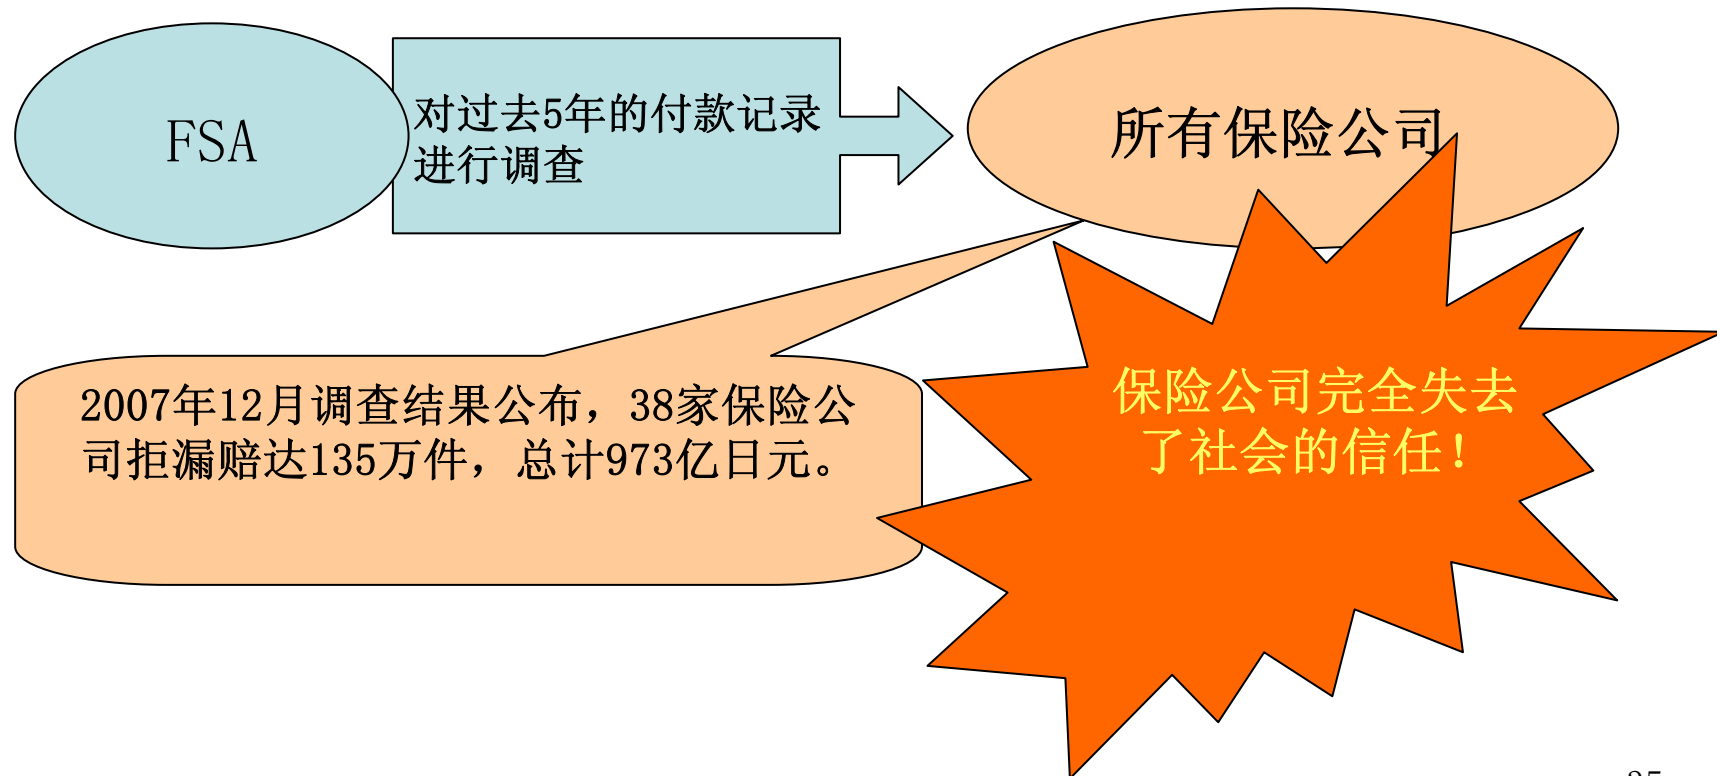 FSA
对过去5年的付款记录
进行调查
所有保险公司
2007年12月调查结果公布，38家保险公
司拒漏赔达135万件，总计973亿日元。
保险公司完全失去
了社会的信任！